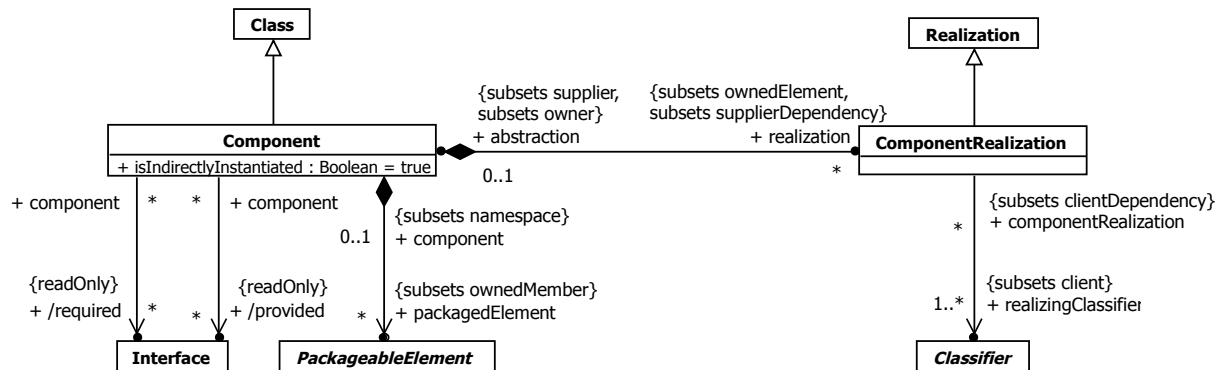 Class
Realization
{subsets supplier,
subsets owner}
+ abstraction
{subsets ownedElement,
subsets supplierDependency}
+ realization
Component
+ isIndirectlyInstantiated : Boolean = true
ComponentRealization
0..1
*
+ component
*
*
+ component
{subsets namespace}
+ component
0..1
{subsets clientDependency}
+ componentRealization
*
{readOnly}
+ /required
*
*
{readOnly}
+ /provided
{subsets ownedMember}
+ packagedElement
*
{subsets client}
+ realizingClassifier
1..*
Interface
PackageableElement
Classifier